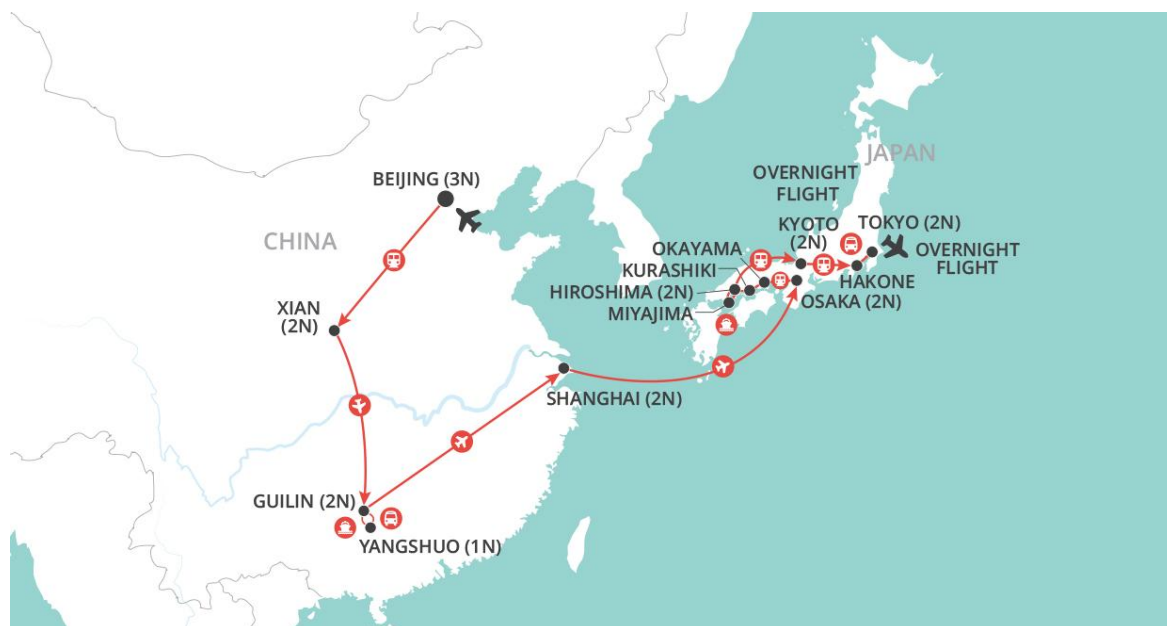 BEIJING (3N)
CHINA
XIAN
(2N)
GUILIN (2N)
YANGSHUO (1N)
SHANGHAI (2N)
JAPAN
OVERNIGHT
FLIGHT
KYOTO
(2N)
TOKYO (2N)
OVERNIGHT
FLIGHT
OKAYAMA
KURASHIKI
HIROSHIMA (2N)
MIYAJIMA
HAKONE
OSAKA (2N)